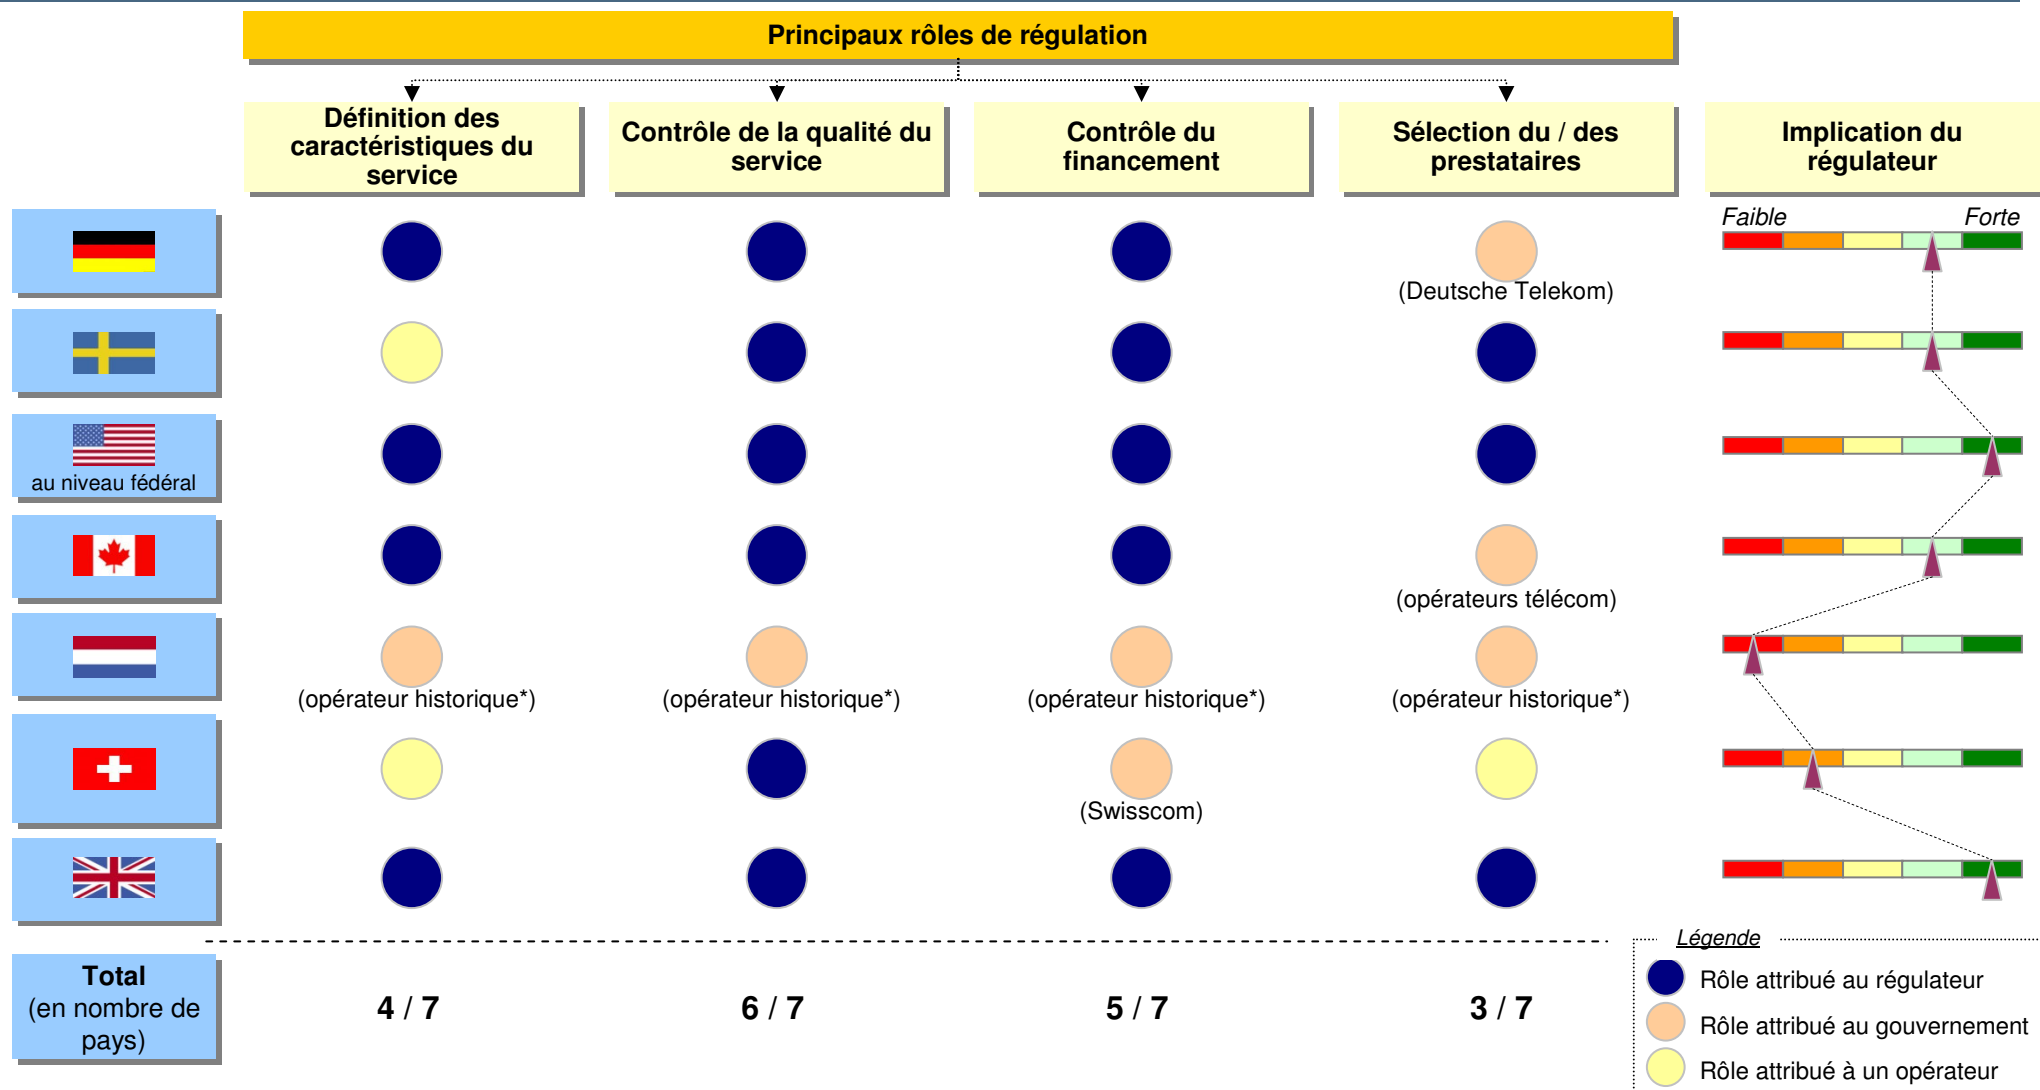 Principaux rôles de régulation
Définition des
caractéristiques du
service
Contrôle de la qualité du
service
Contrôle du
financement
Sélection du / des
prestataires
Implication du
régulateur
Faible
Forte
(Deutsche Telekom)
au niveau fédéral
(opérateurs télécom)
(opérateur historique*)
(opérateur historique*)
(opérateur historique*)
(opérateur historique*)
(Swisscom)
Total
(en nombre de
pays)
4 / 7
6 / 7
5 / 7
3 / 7
Légende
Rôle attribué au régulateur
Rôle attribué au gouvernement
Rôle attribué à un opérateur